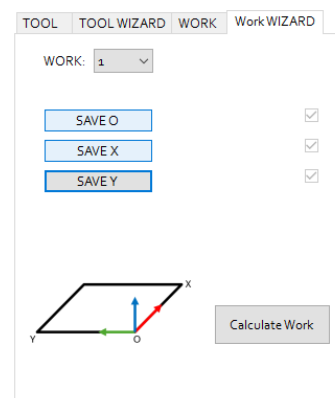 TOOL TOOL WIZARD WORK Work WIZARD
WORK: 1
SAVE O
SAVE X
SAVE Y
X
Y O
Calculate Work